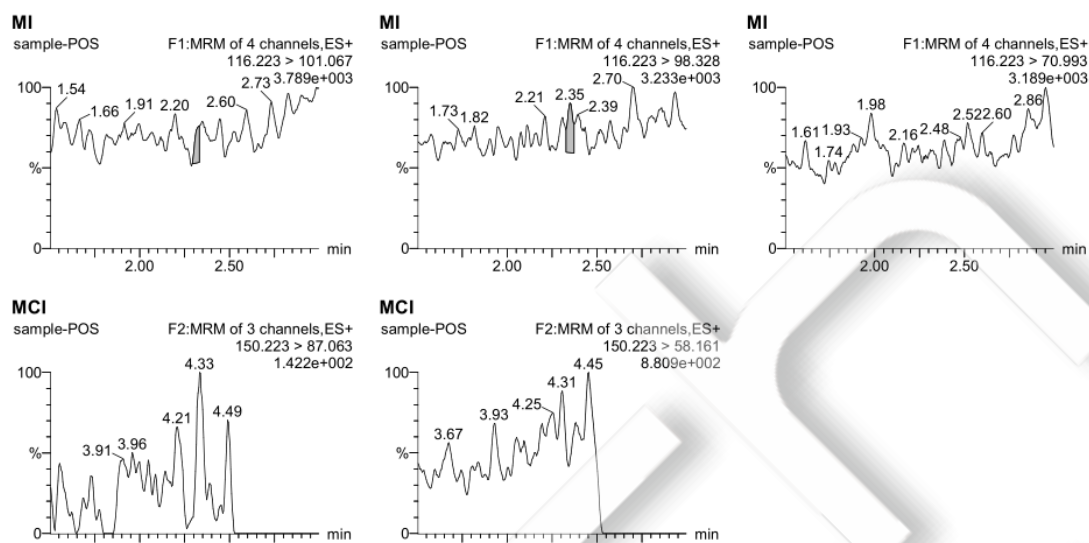 MI
sample-POS
F1:MRM of 4 channels,ES+
116.223 > 101.067
3.789e+003
100
%
0
1.54
1.66
1.91
2.20
2.60
2.73
min
2.00
2.50
MI
sample-POS
F1:MRM of 4 channels,ES+
116.223 > 98.328
3.233e+003
100
%
0
1.73
1.82
2.21
2.35
2.39
2.70
min
2.00
2.50
MI
sample-POS
F1:MRM of 4 channels,ES+
116.223 > 70.993
3.189e+003
100
%
0
1.61
1.74
1.93
1.98
2.16
2.48
2.52
2.60
2.86
min
2.00
2.50
MCI
sample-POS
F2:MRM of 3 channels,ES+
150.223 > 87.063
1.422e+002
100
%
0
3.91
3.96
4.21
4.33
4.49
min
MCI
sample-POS
F2:MRM of 3 channels,ES+
150.223 > 58.161
8.809e+002
100
%
0
3.67
3.93
4.25
4.31
4.45
min